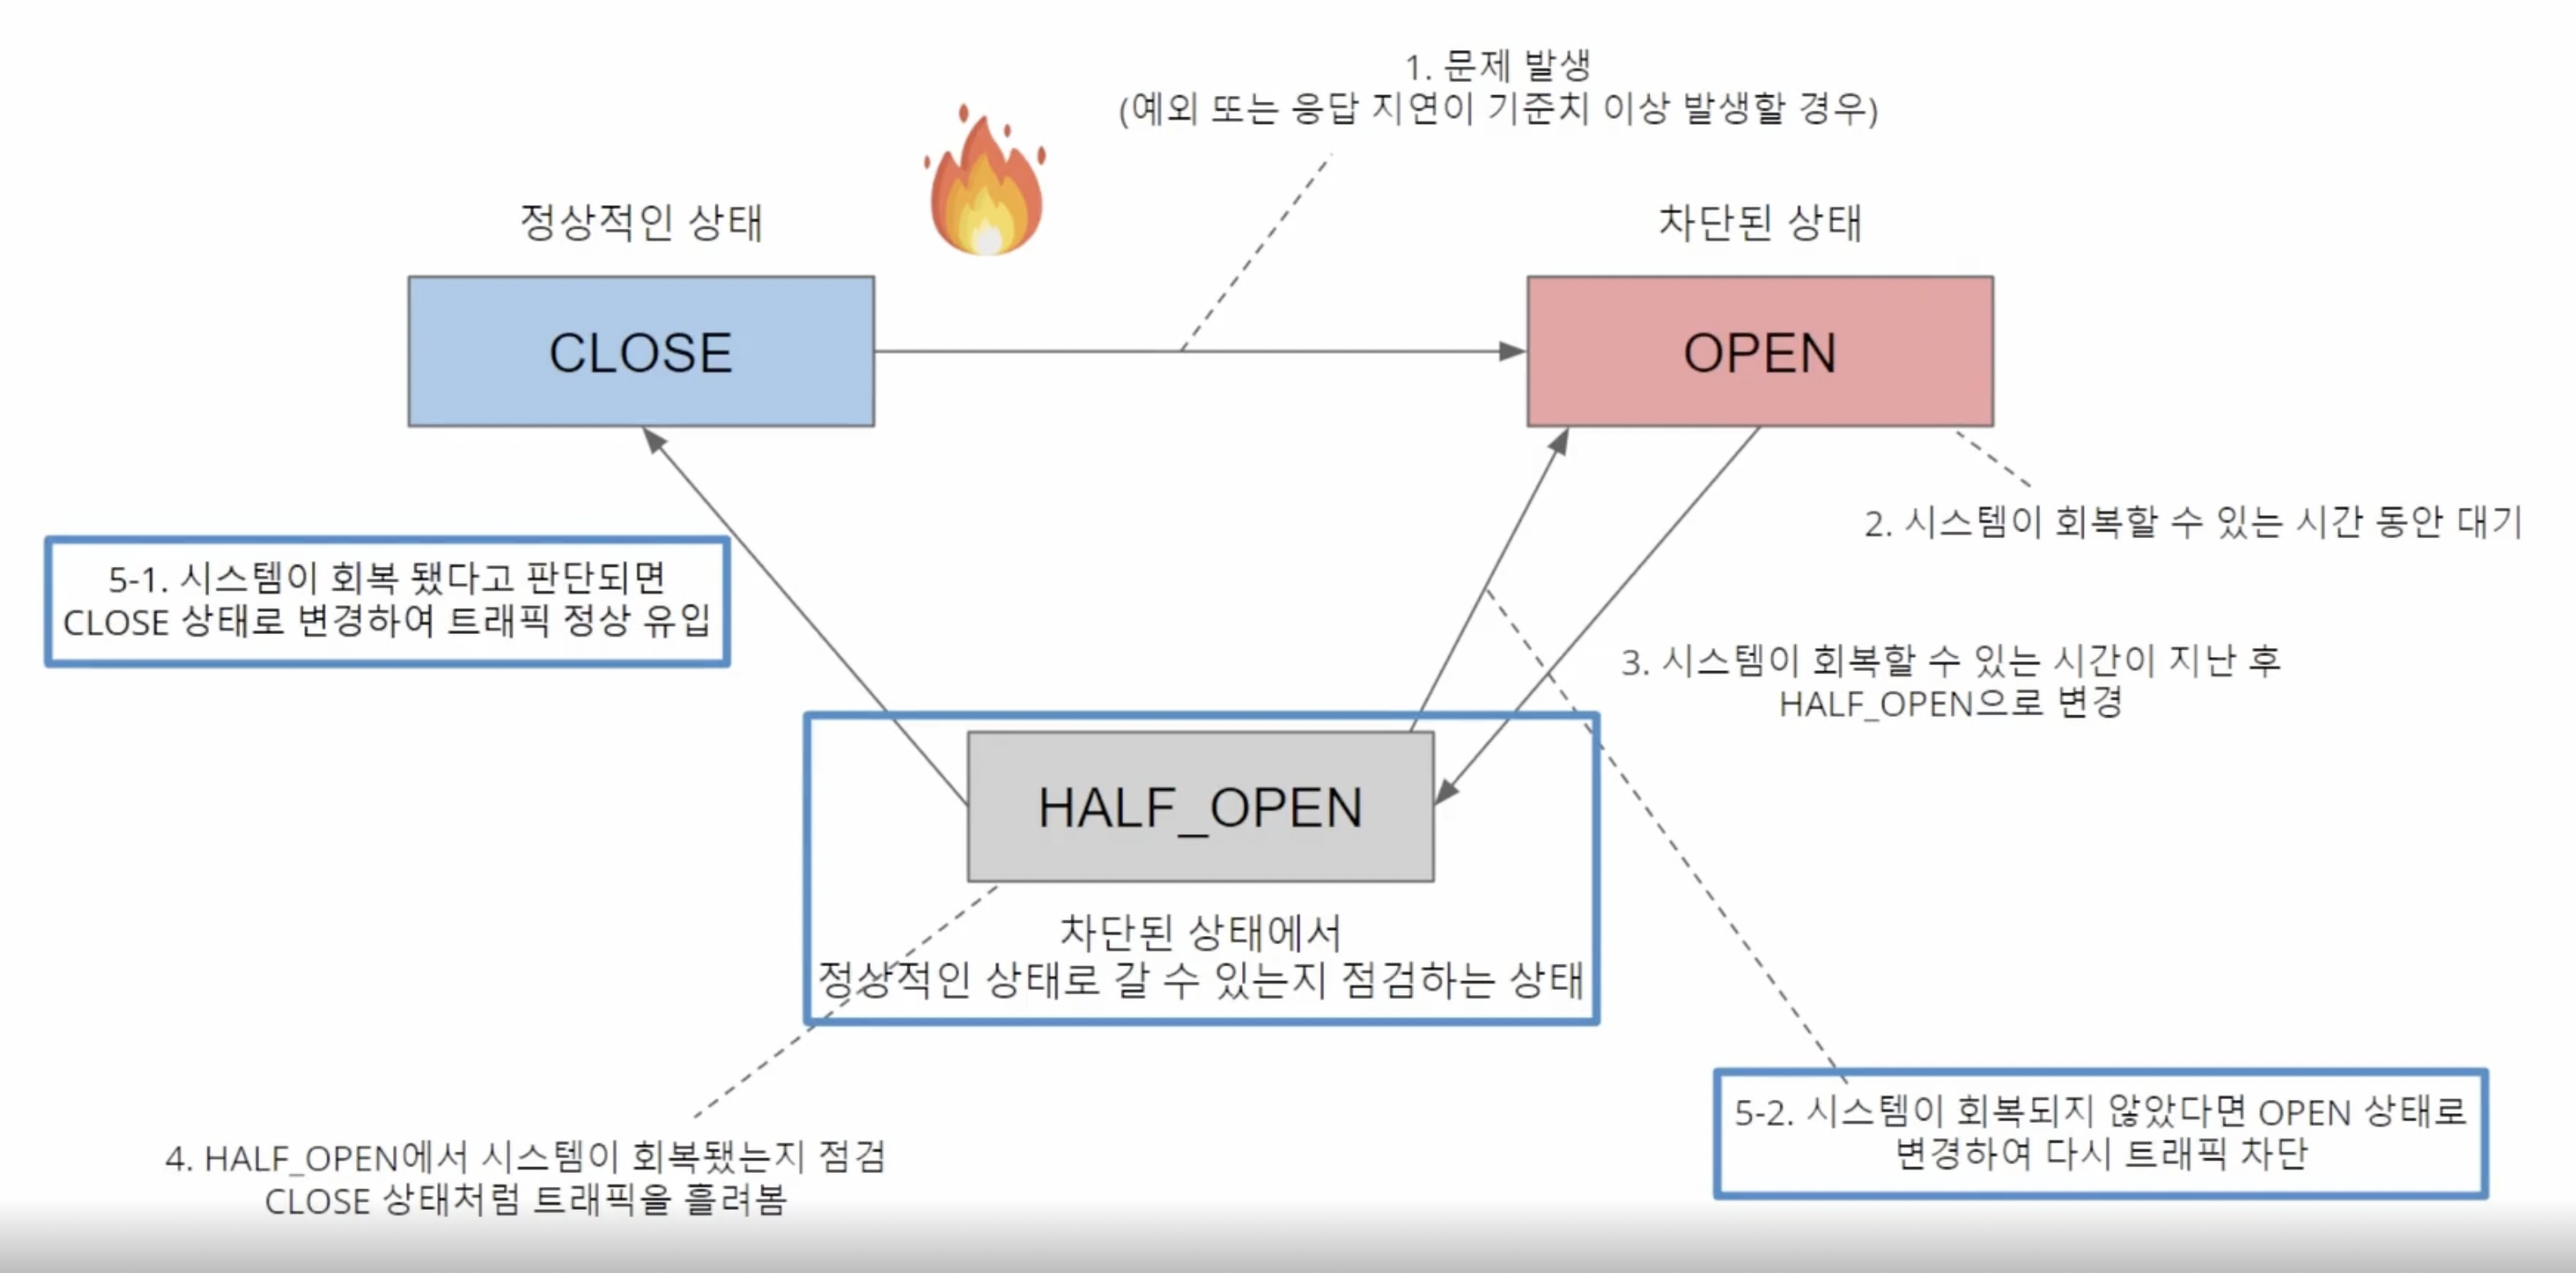 1. 문제 발생
(예외 또는 응답 지연이 기준치 이상 발생할 경우)
정상적인 상태
차단된 상태
CLOSE
OPEN
2. 시스템이 회복할 수 있는 시간 동안 대기
5-1. 시스템이 회복 됐다고 판단되면
CLOSE 상태로 변경하여 트래픽 정상 유입
3. 시스템이 회복할 수 있는 시간이 지난 후
HALF_OPEN으로 변경
HALF_OPEN
차단된 상태에서
정상적인 상태로 갈 수 있는지 점검하는 상태
4. HALF_OPEN에서 시스템이 회복됐는지 점검
CLOSE 상태처럼 트래픽을 흘려봄
5-2. 시스템이 회복되지 않았다면 OPEN 상태로
변경하여 다시 트래픽 차단